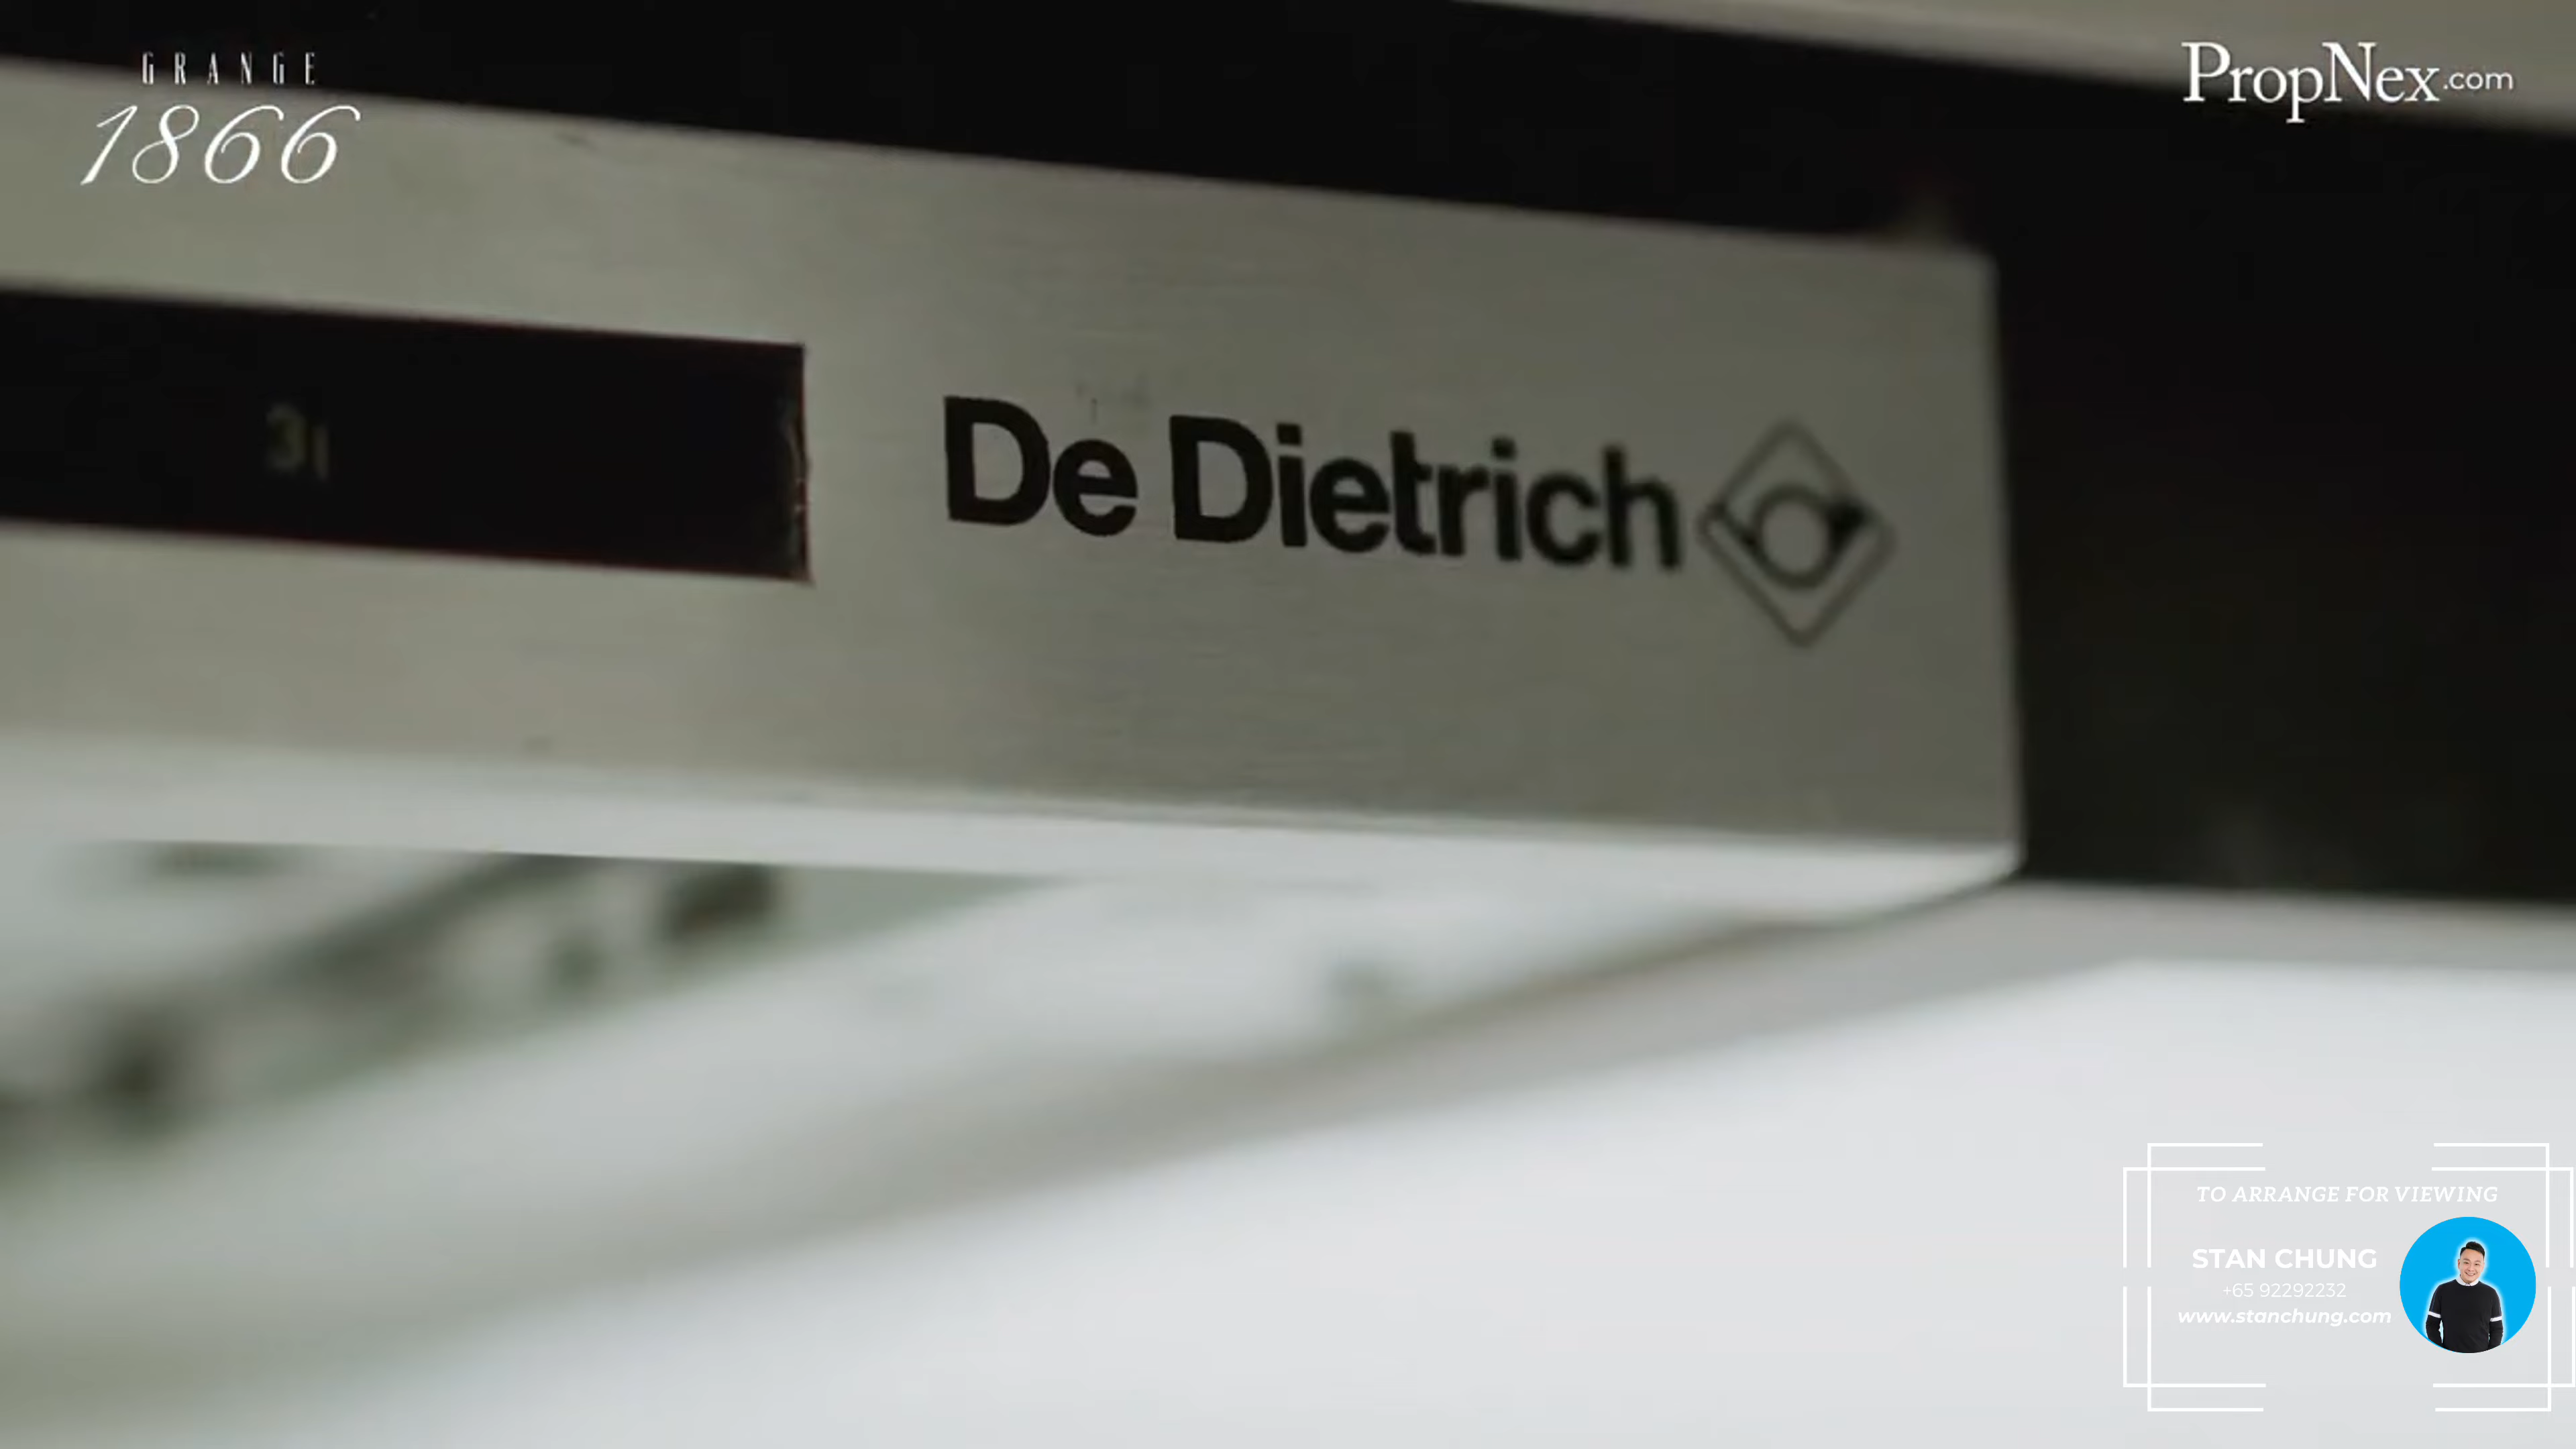 GRANGE
1866
PropNex.com
De Dietrich
TO ARRANGE FOR VIEWING
STAN CHUNG
+65 92292232
www.stanchung.com